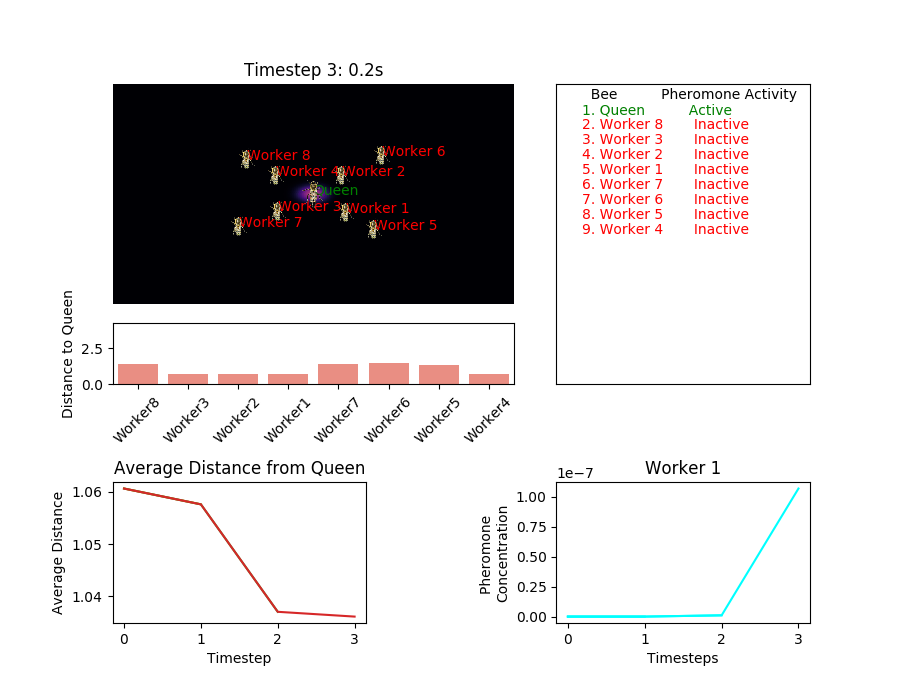 Timestep 3: 0.2s
Worker 8
Worker 6
Worker 4
Worker 2
Queen
Worker 3
Worker 1
Worker 7
Worker 5
Bee Pheromone Activity
1. Queen Active
2. Worker 8 Inactive
3. Worker 3 Inactive
4. Worker 2 Inactive
5. Worker 1 Inactive
6. Worker 7 Inactive
7. Worker 6 Inactive
8. Worker 5 Inactive
9. Worker 4 Inactive
Distance to Queen
2.5
0.0
Worker8 Worker3 Worker2 Worker1 Worker7 Worker6 Worker5 Worker4
Average Distance from Queen
Average Distance
1.06
1.05
1.04
0 1 2 3
Timestep
Worker 1
1e−7
Pheromone
Concentration
1.00
0.75
0.50
0.25
0.00
0 1 2 3
Timesteps